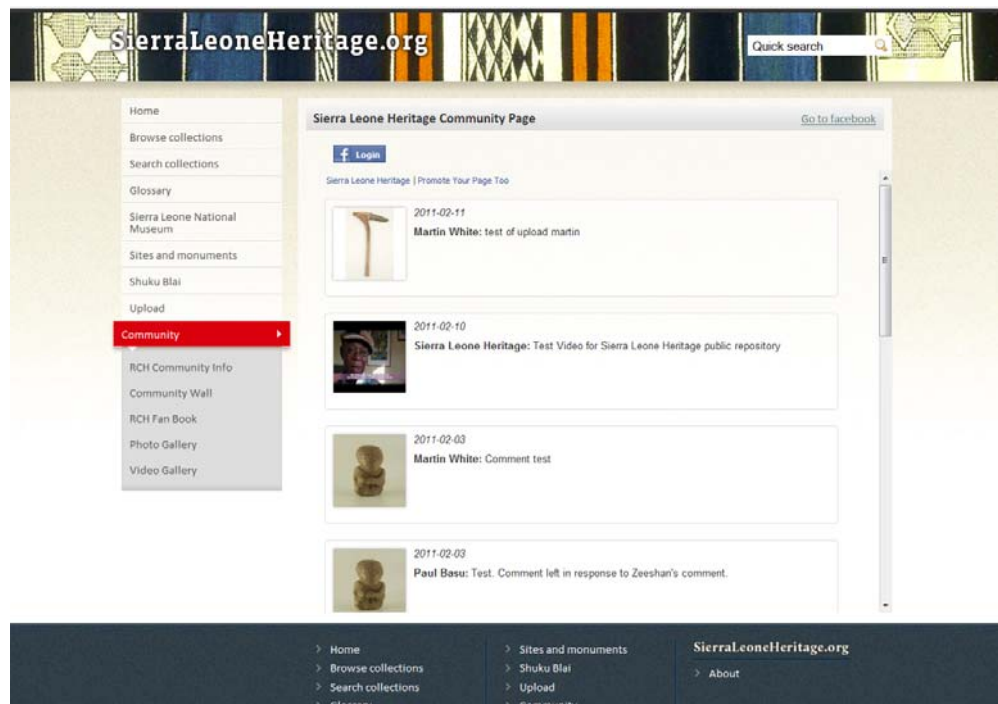 SierraLeoneHeritage.org
Quick search
Home
Browse collections
Search collections
Glossary
Sierra Leone National
Museum
Sites and monuments
Shuku Blai
Upload
Community
RCH Community Info
Community Wall
RCH Fan Book
Photo Gallery
Video Gallery
Sierra Leone Heritage Community Page
Go to facebook
f Login
Sierra Leone Heritage | Promote Your Page Too
2011-02-11
Martin White: test of upload martin
2011-02-10
Sierra Leone Heritage: Test Video for Sierra Leone Heritage public repository
2011-02-03
Martin White: Comment test
2011-02-03
Paul Basu: Test. Comment left in response to Zeeshan's comment.
Home
Browse collections
Search collections
Glossary
Sites and monuments
Shuku Blai
Upload
Community
SierraLeoneHeritage.org
About